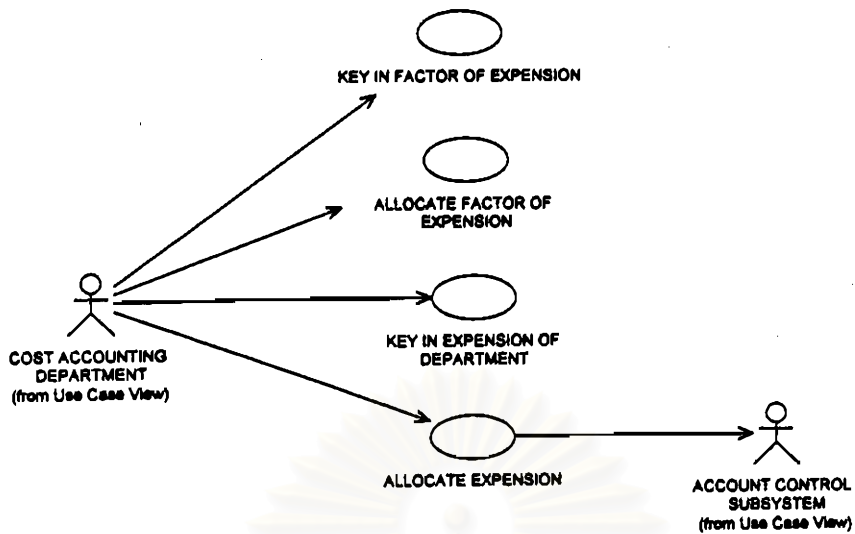 KEY IN FACTOR OF EXPENSION
ALLOCATE FACTOR OF
EXPENSION
COST ACCOUNTING
DEPARTMENT
(from Use Case View)
KEY IN EXPENSION OF
DEPARTMENT
ALLOCATE EXPENSION
ACCOUNT CONTROL
SUBSYSTEM
(from Use Case View)